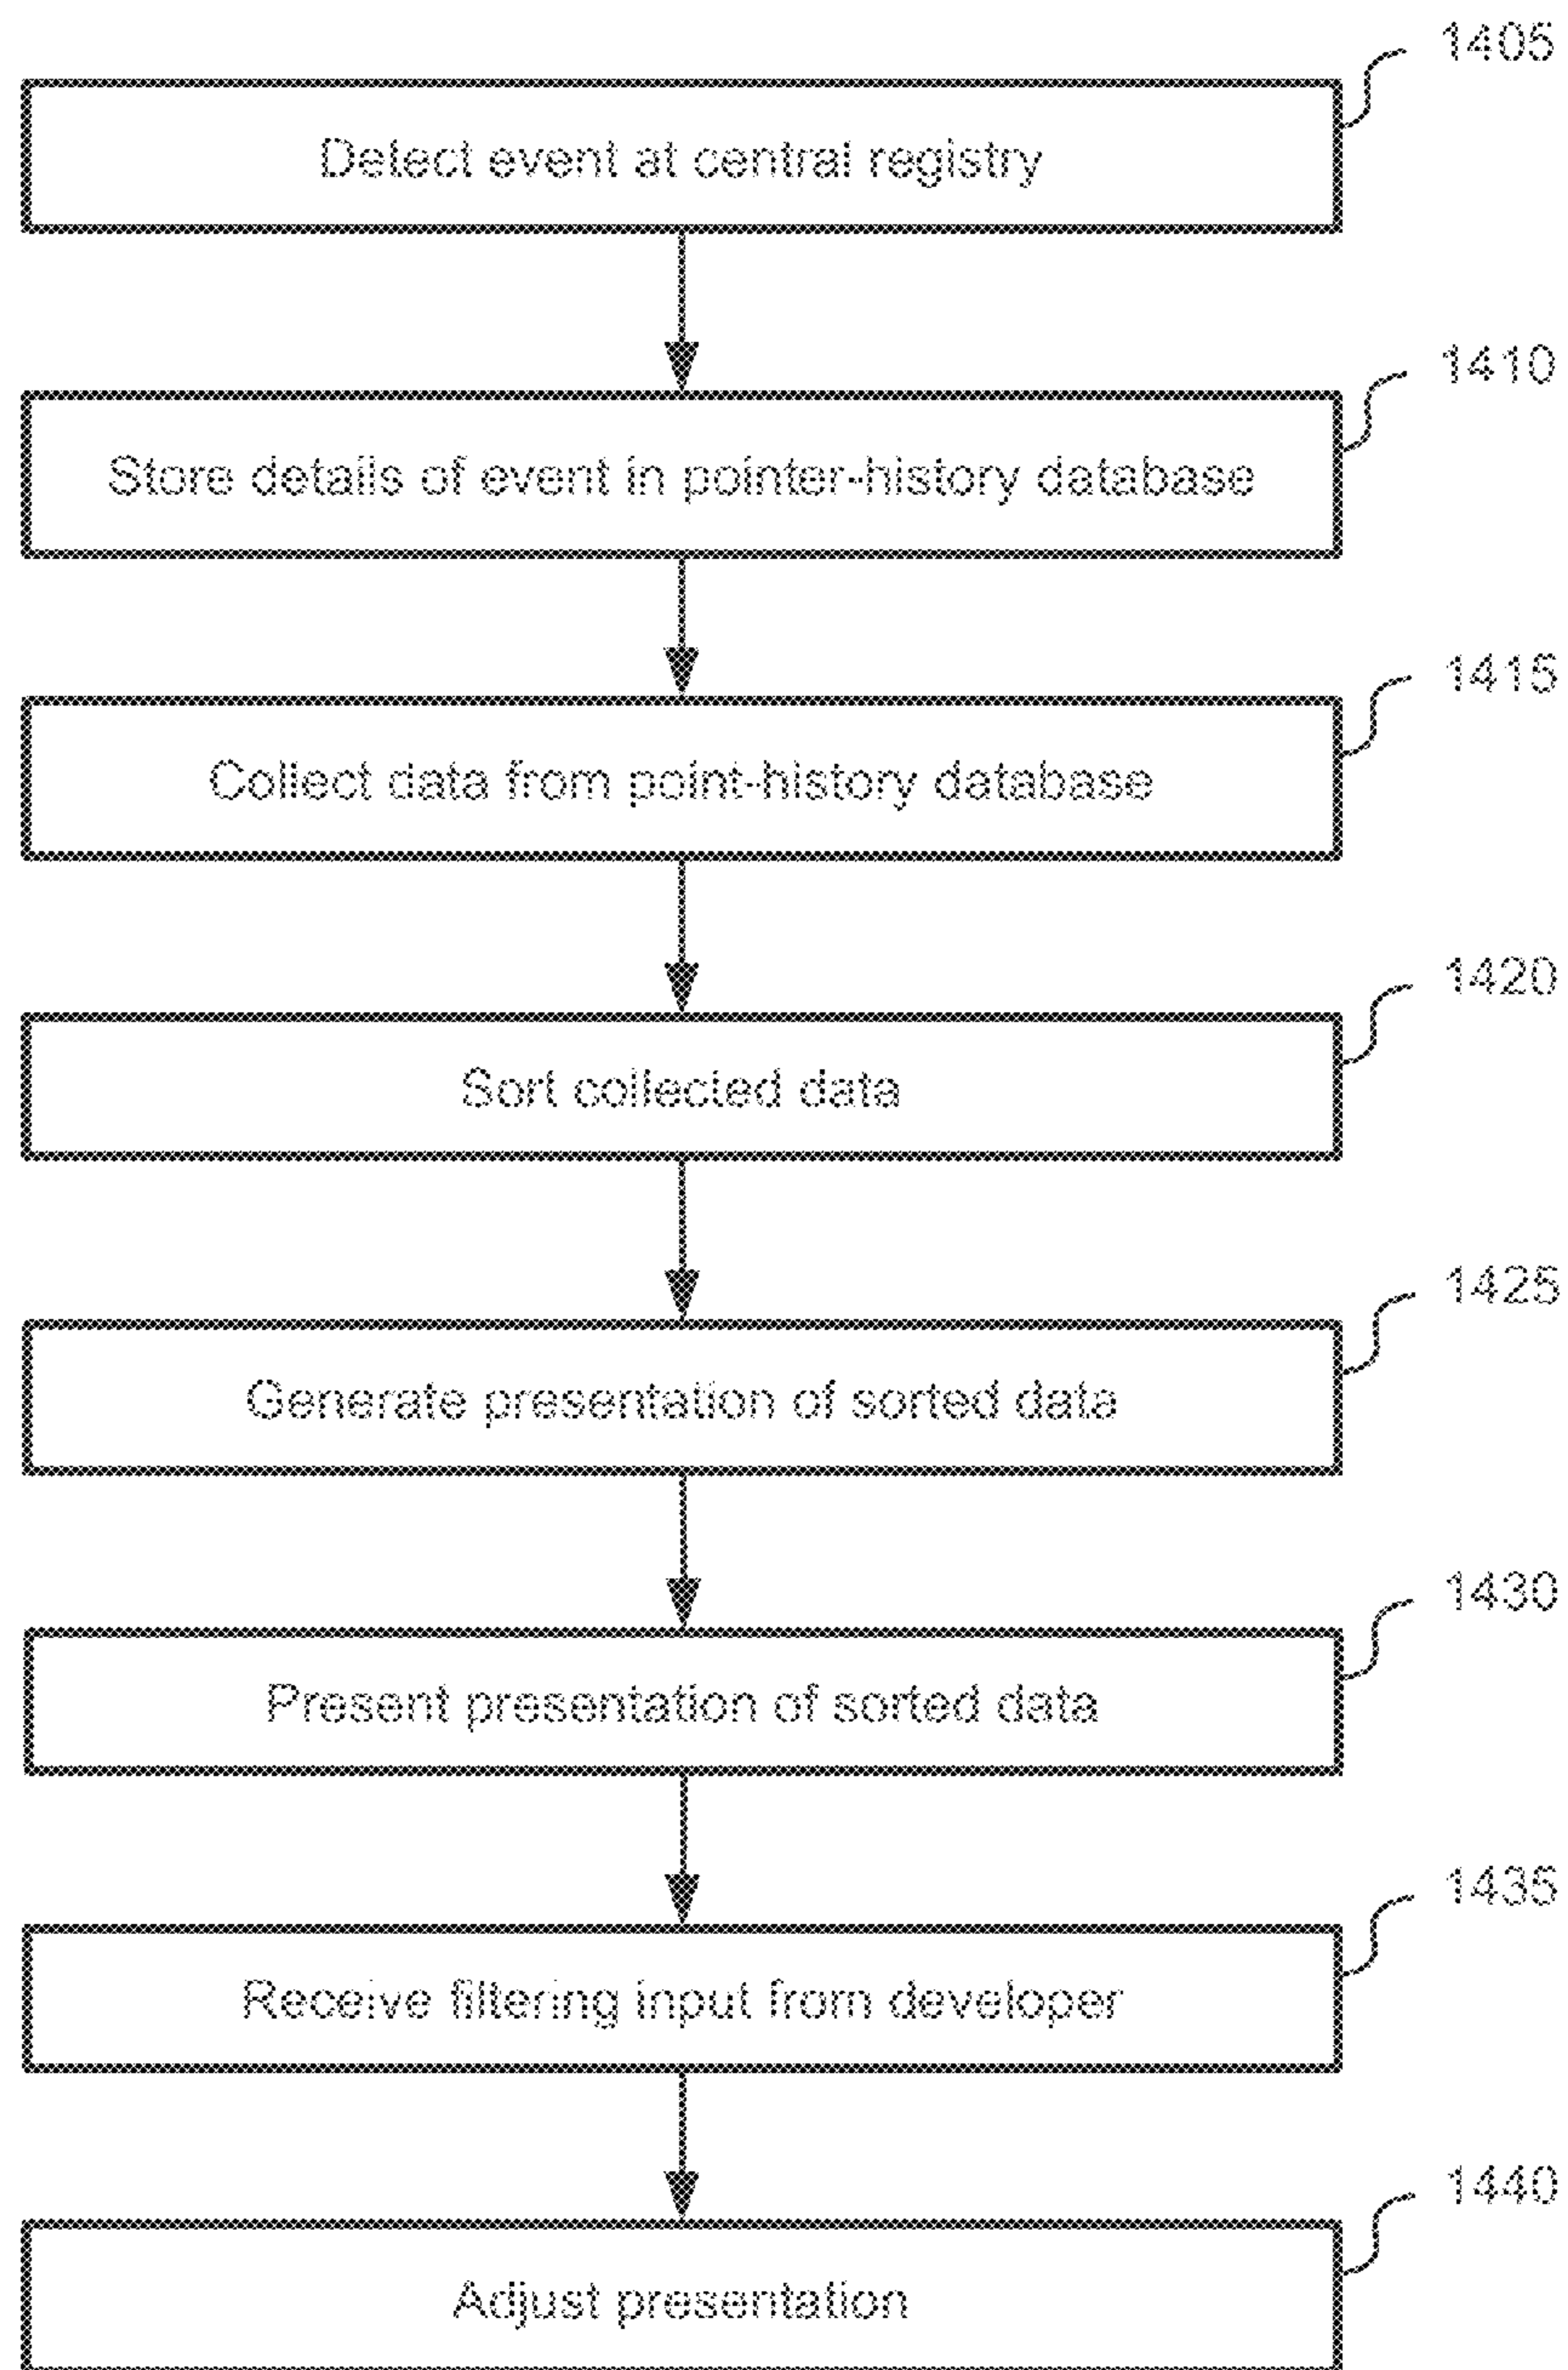 1405
Detect event at central registry
1410
Store details of event in pointer-history database
1415
Collect data from point-history database
1420
Sort collected data
1425
Generate presentation of sorted data
1430
Present presentation of sorted data
1435
Receive filtering input from developer
1440
Adjust presentation